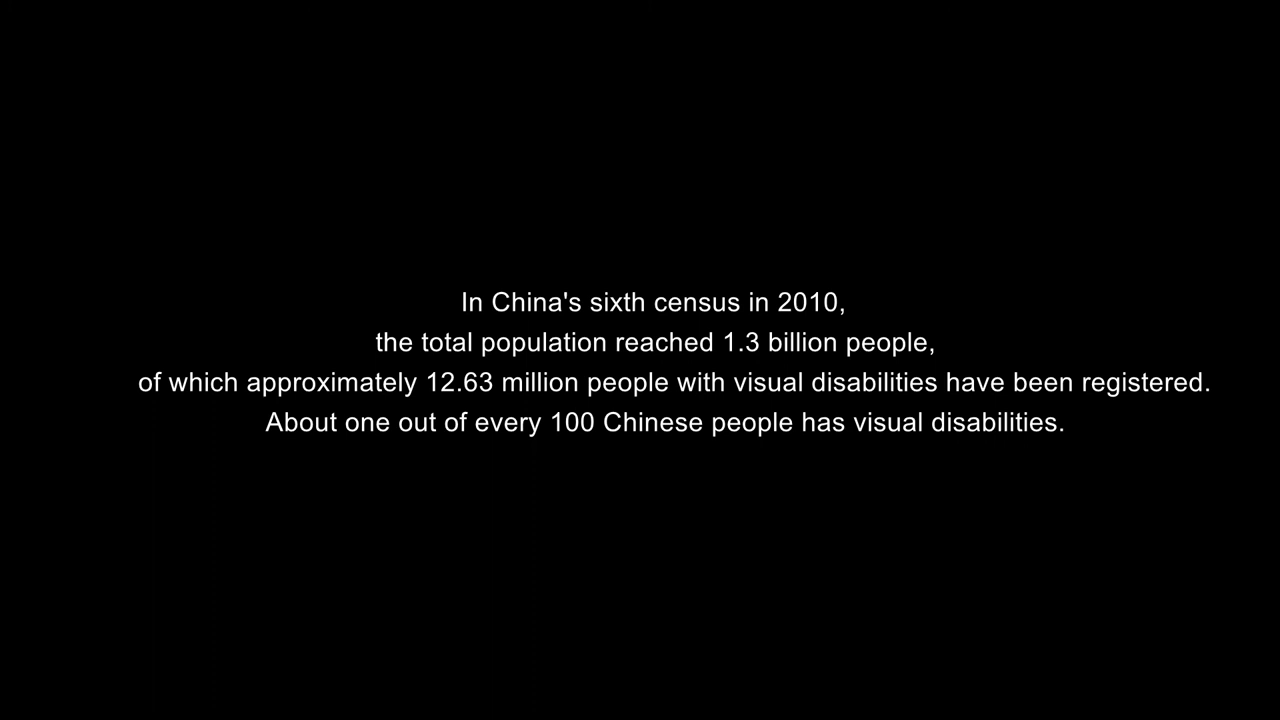 In China's sixth census in 2010,
the total population reached 1.3 billion people,
of which approximately 12.63 million people with visual disabilities have been registered.
About one out of every 100 Chinese people has visual disabilities.